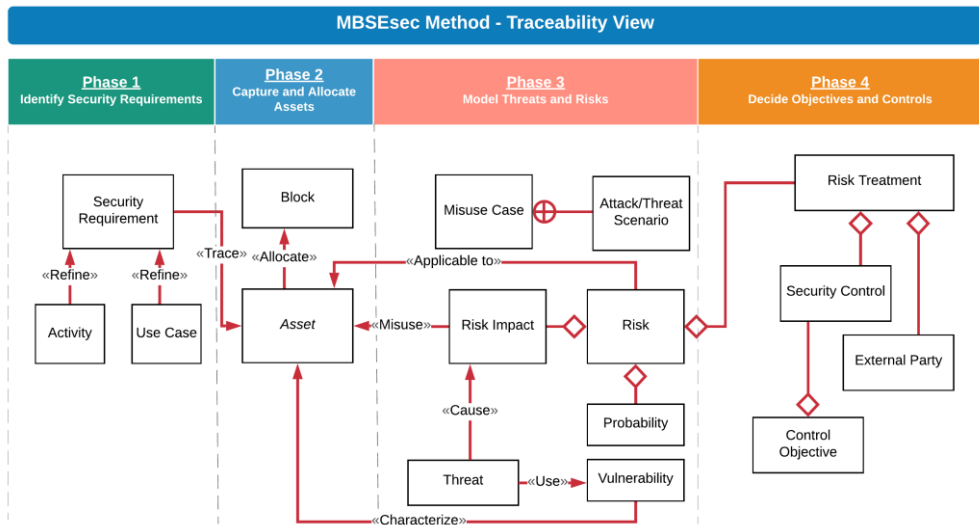 MBSEsec Method - Traceability View
Phase 1
Identify Security Requirements
Phase 2
Capture and Allocate
Assets
Phase 3
Model Threats and Risks
Phase 4
Decide Objectives and Controls
Security
Requirement
«Refine»
«Refine»
Activity
Use Case
«Trace»
Block
«Allocate»
Asset
Misuse Case
Attack/Threat
Scenario
«Applicable to»
«Misuse»
Risk Impact
Risk
«Cause»
Probability
Threat
«Use»
Vulnerability
«Characterize»
Risk Treatment
Security Control
External Party
Control
Objective